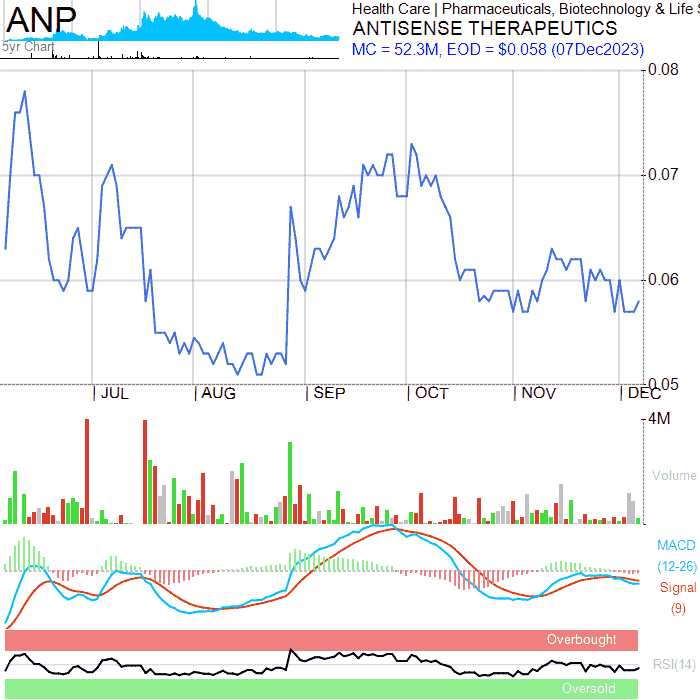 ANP
5yr Chart
Health Care | Pharmaceuticals, Biotechnology & Life S
ANTISENSE THERAPEUTICS
MC = 52.3M, EOD = $0.058 (07Dec2023)
0.08
0.07
0.06
0.05
JUL AUG SEP OCT NOV DEC
4M
Volume
MACD
(12-26)
Signal
(9)
Overbought
RSI(14)
Oversold